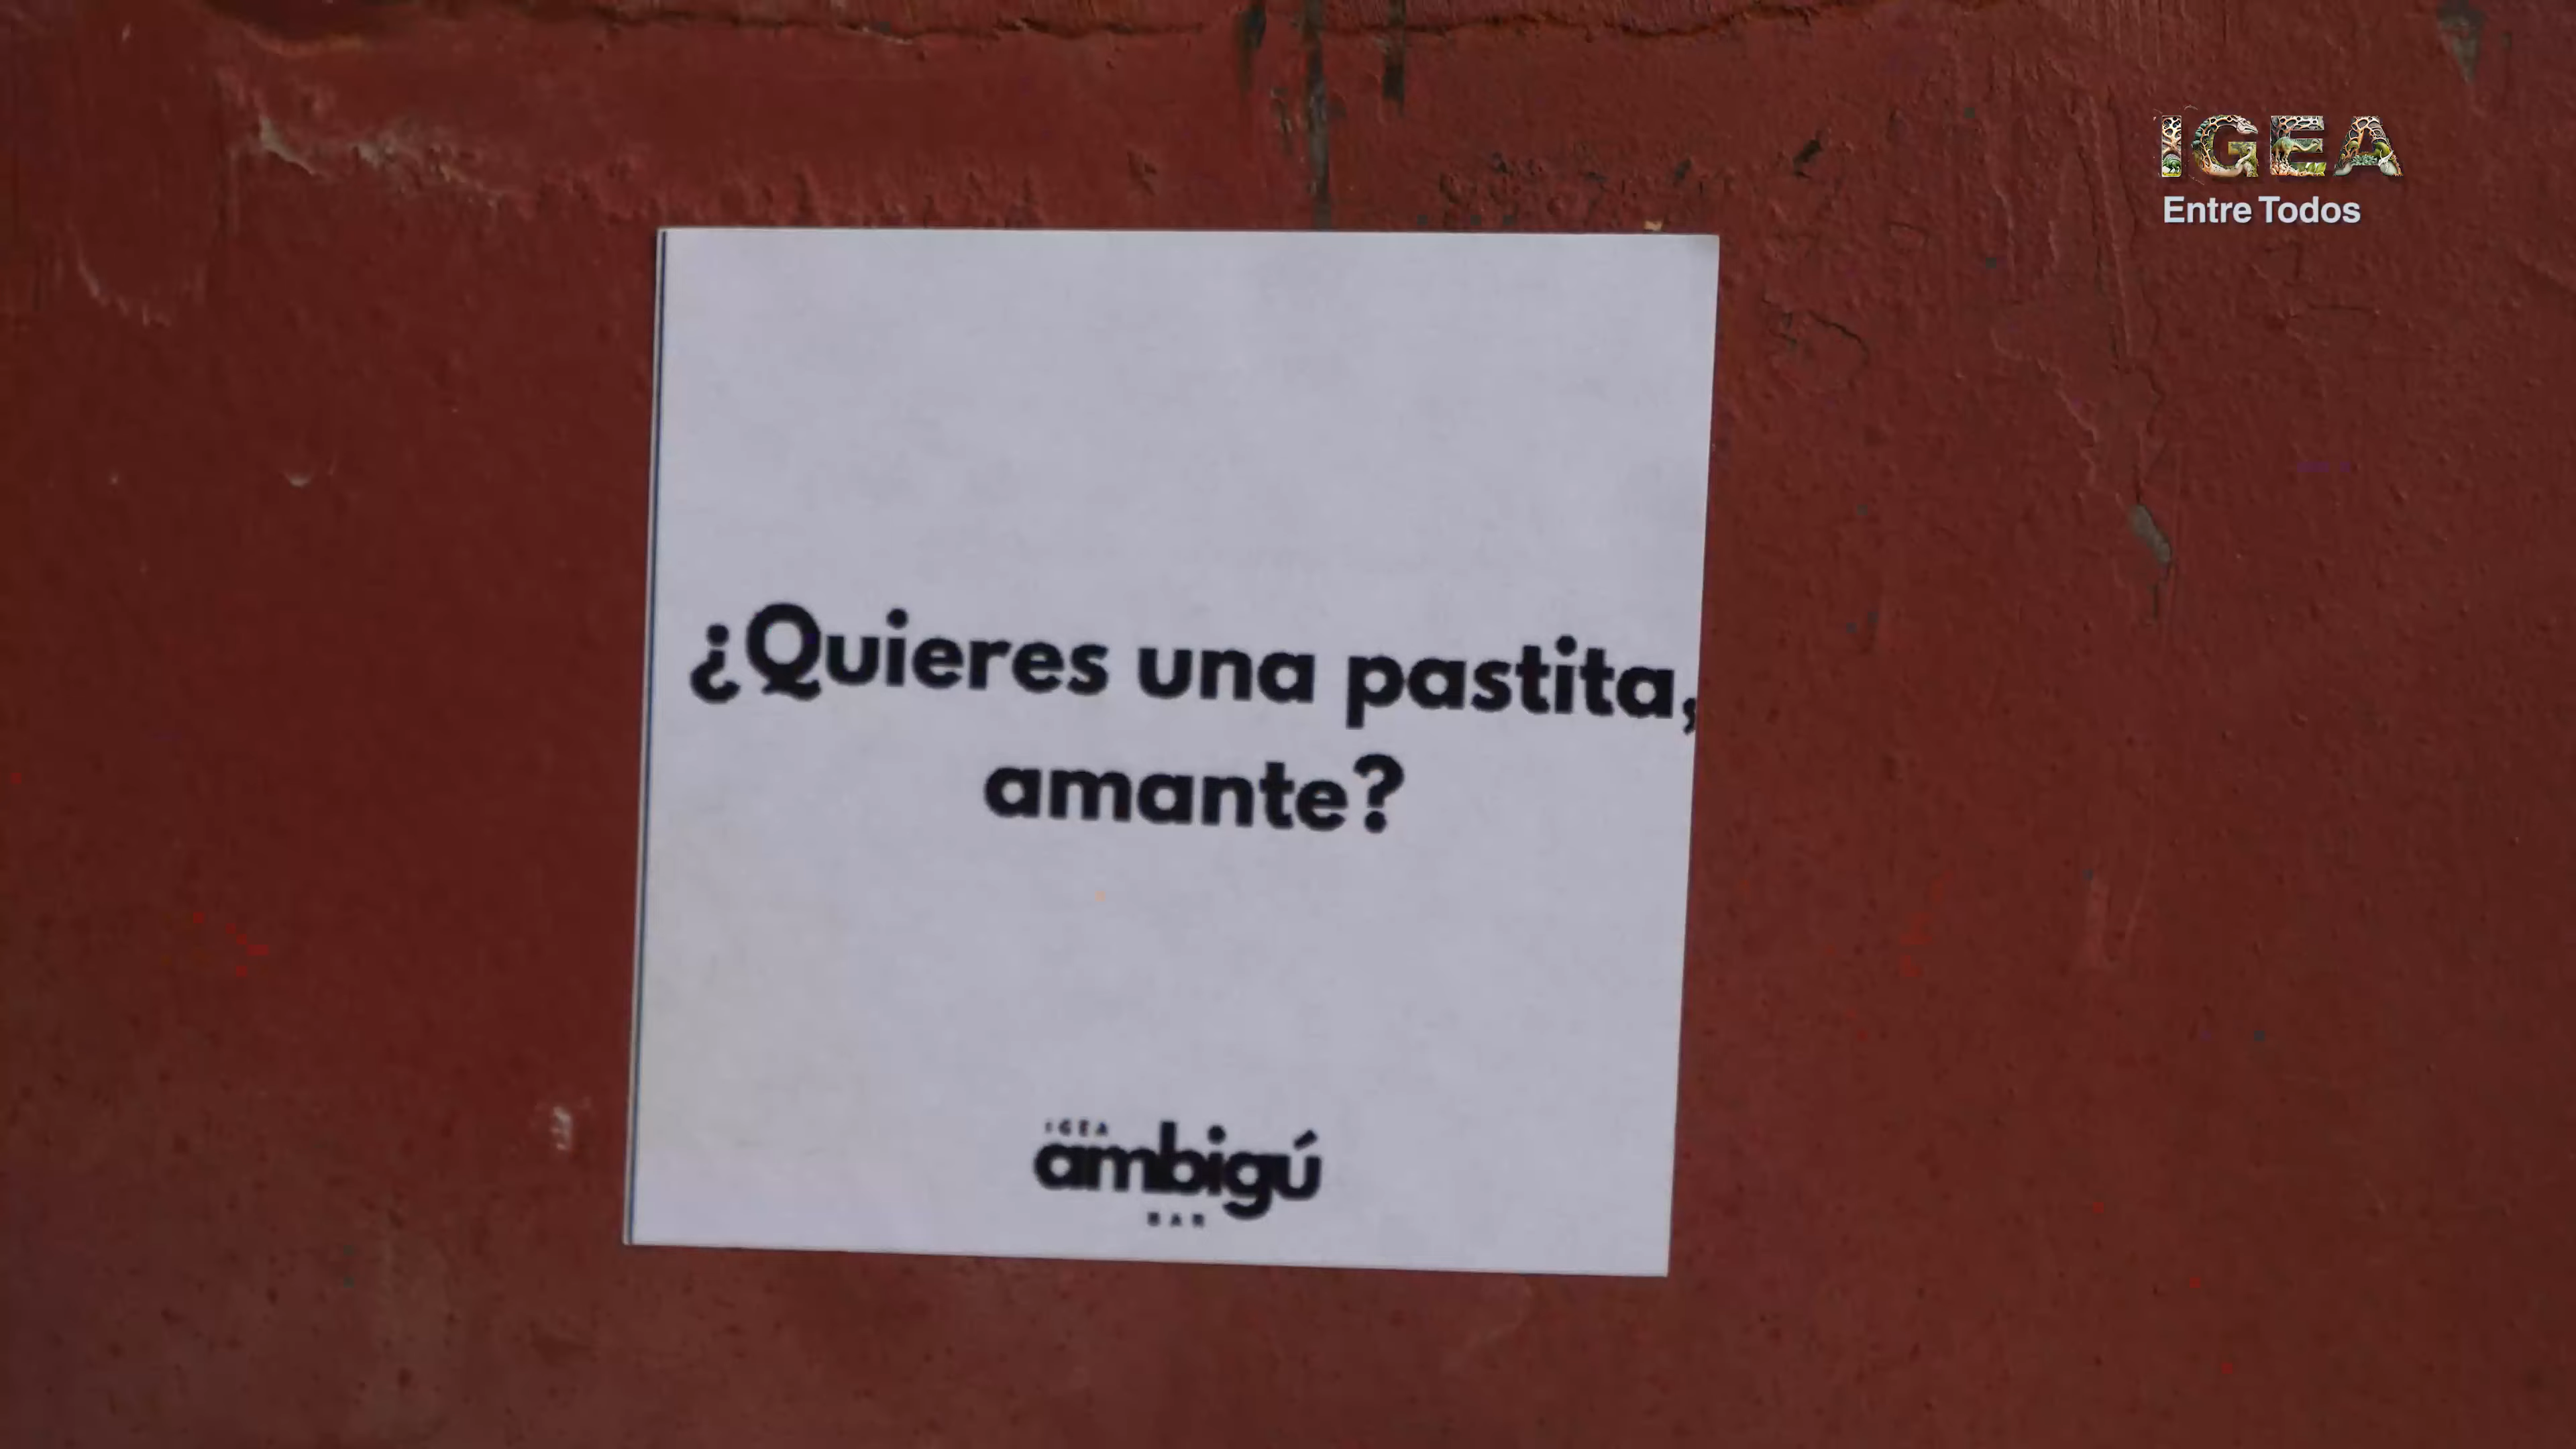 IGEA
Entre Todos
¿Quieres una pastita,
amante?
IGEA
ambigú
BAR